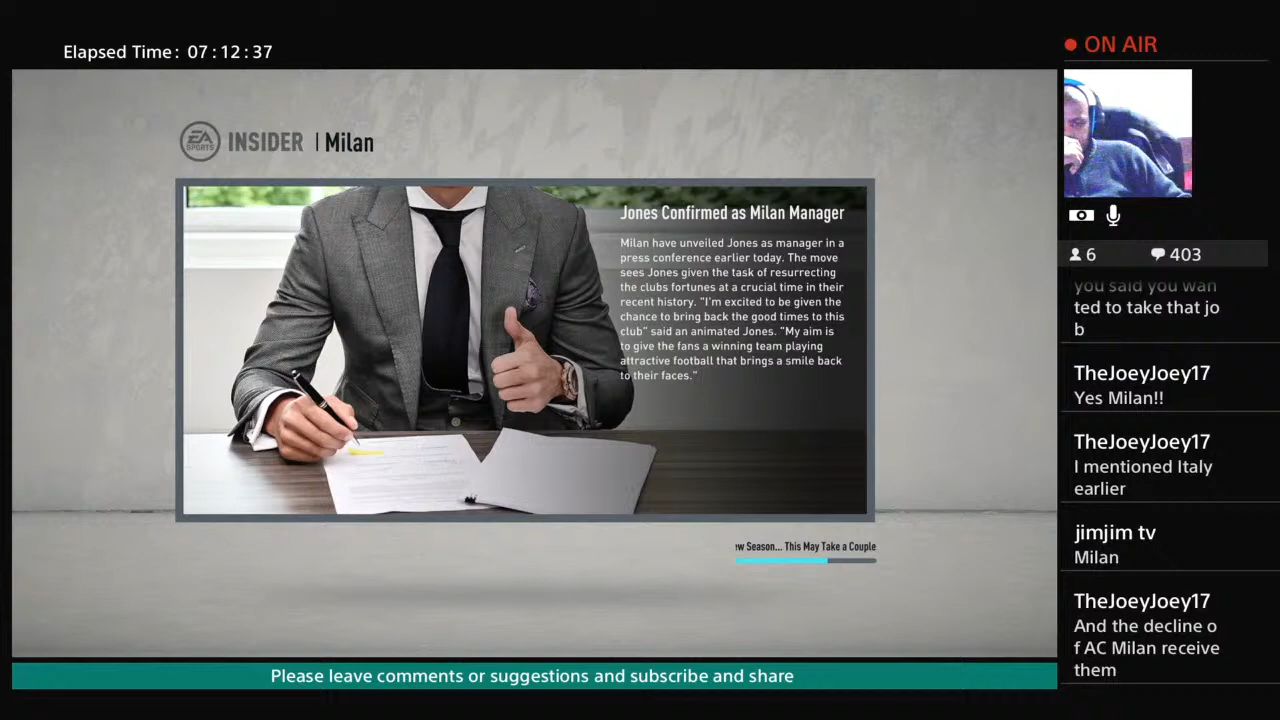 Elapsed Time: 07:12:37
ON AIR
EA
SPORTS
INSIDER | Milan
Jones Confirmed as Milan Manager
Milan have unveiled Jones as manager in a
press conference earlier today. The move
sees Jones given the task of resurrecting
the clubs fortunes at a crucial time in their
recent history. "I'm excited to be given the
chance to bring back the good times to this
club" said an animated Jones. "My aim is
to give the fans a winning team playing
attractive football that brings a smile back
to their faces."
ew Season... This May Take a Couple
6 403
you said you wan
ted to take that jo
b
TheJoeyJoey17
Yes Milan!!
TheJoeyJoey17
I mentioned Italy
earlier
jimjim tv
Milan
TheJoeyJoey17
And the decline o
f AC Milan receive
them
Please leave comments or suggestions and subscribe and share